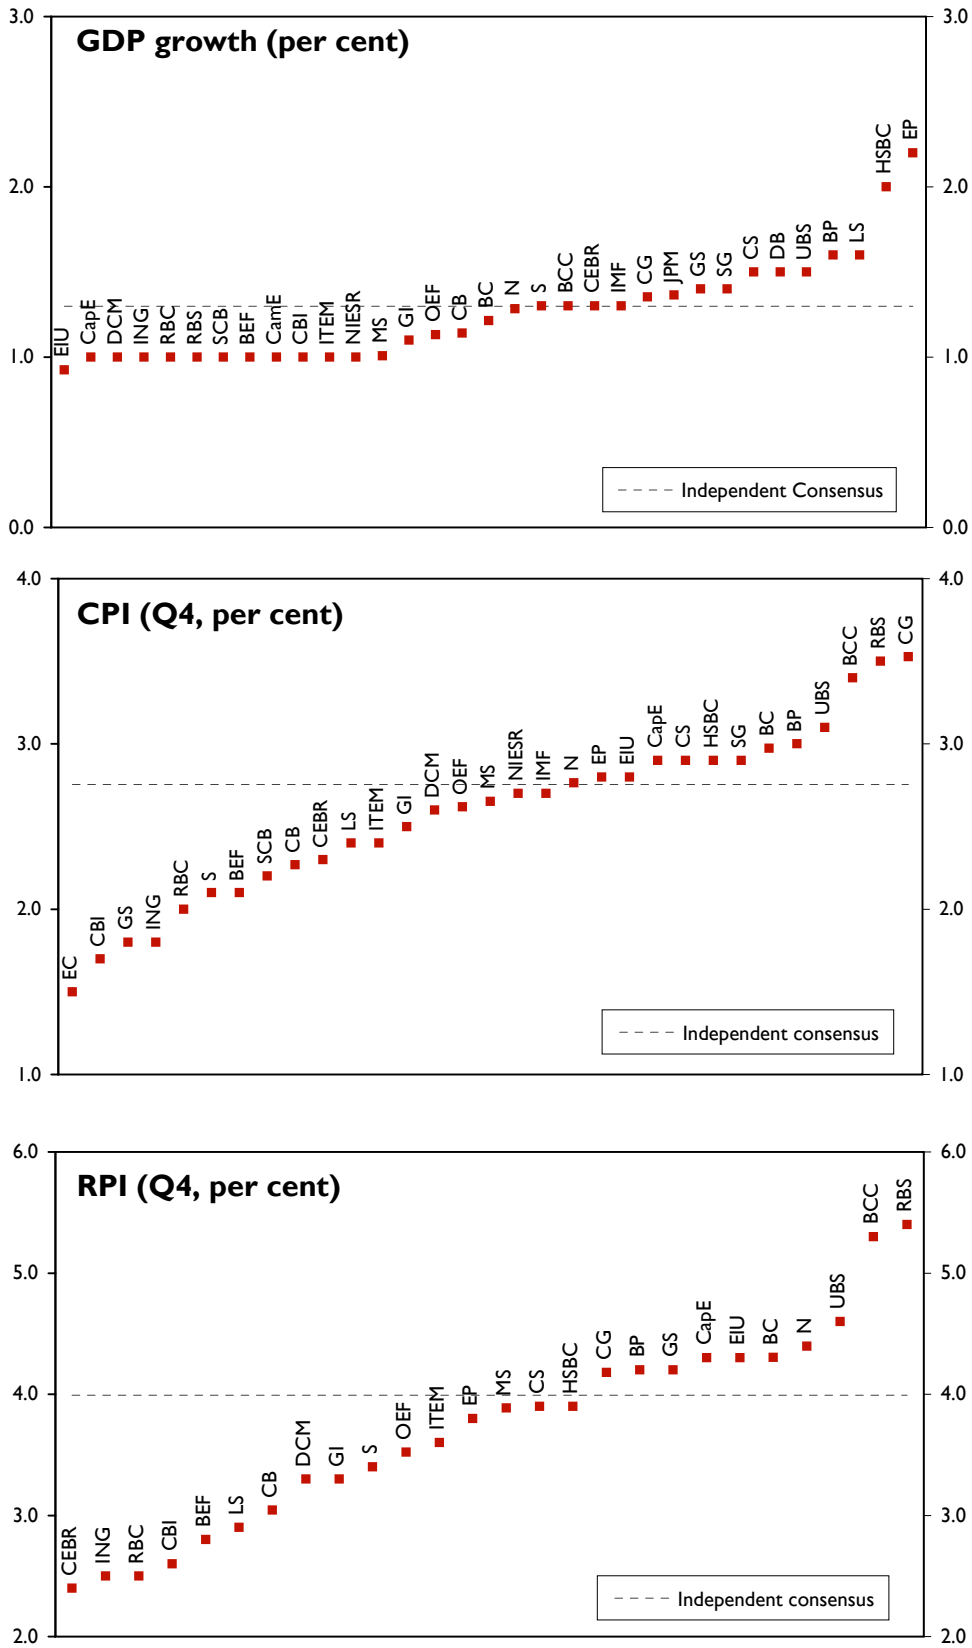 GDP growth (per cent)
3.0 3.0
2.0 2.0
1.0 1.0
0.0 0.0
EIU CapE DCM ING RBC RBS SCB BEF CamE CBI ITEM NIESR MS GI OEF CB BC N S BCC CEBR IMF CG JPM GS SG CS DB UBS BP LS HSBC EP
Independent Consensus
CPI (Q4, per cent)
4.0 4.0
3.0 3.0
2.0 2.0
1.0 1.0
EC CBI GS ING RBC S BEF SCB CB CEBR LS ITEM GI DCM OEF MS NIESR IMF N EP EIU CapE CS HSBC SG BC BP UBS BCC RBS CG
Independent consensus
RPI (Q4, per cent)
6.0 6.0
5.0 5.0
4.0 4.0
3.0 3.0
2.0 2.0
CEBR ING RBC CBI BEF LS CB DCM GI S OEF ITEM EP MS CS HSBC CG BP GS CapE EIU BC N UBS BCC RBS
Independent consensus